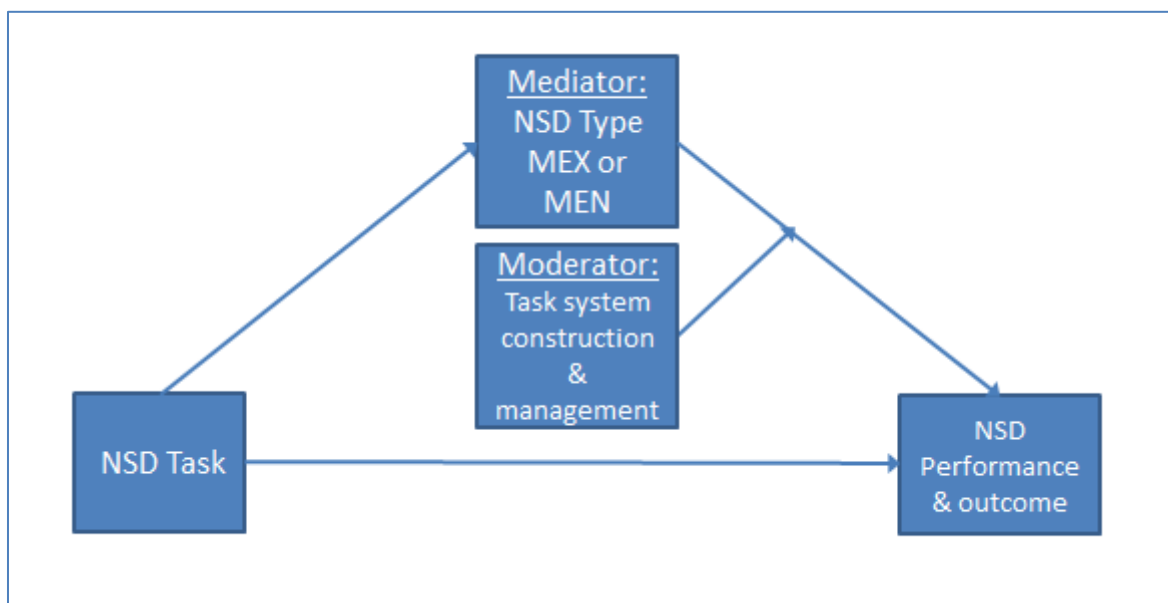 Mediator:
NSD Type
MEX or
MEN
Moderator:
Task system
construction
&
management
NSD Task
NSD
Performance
& outcome